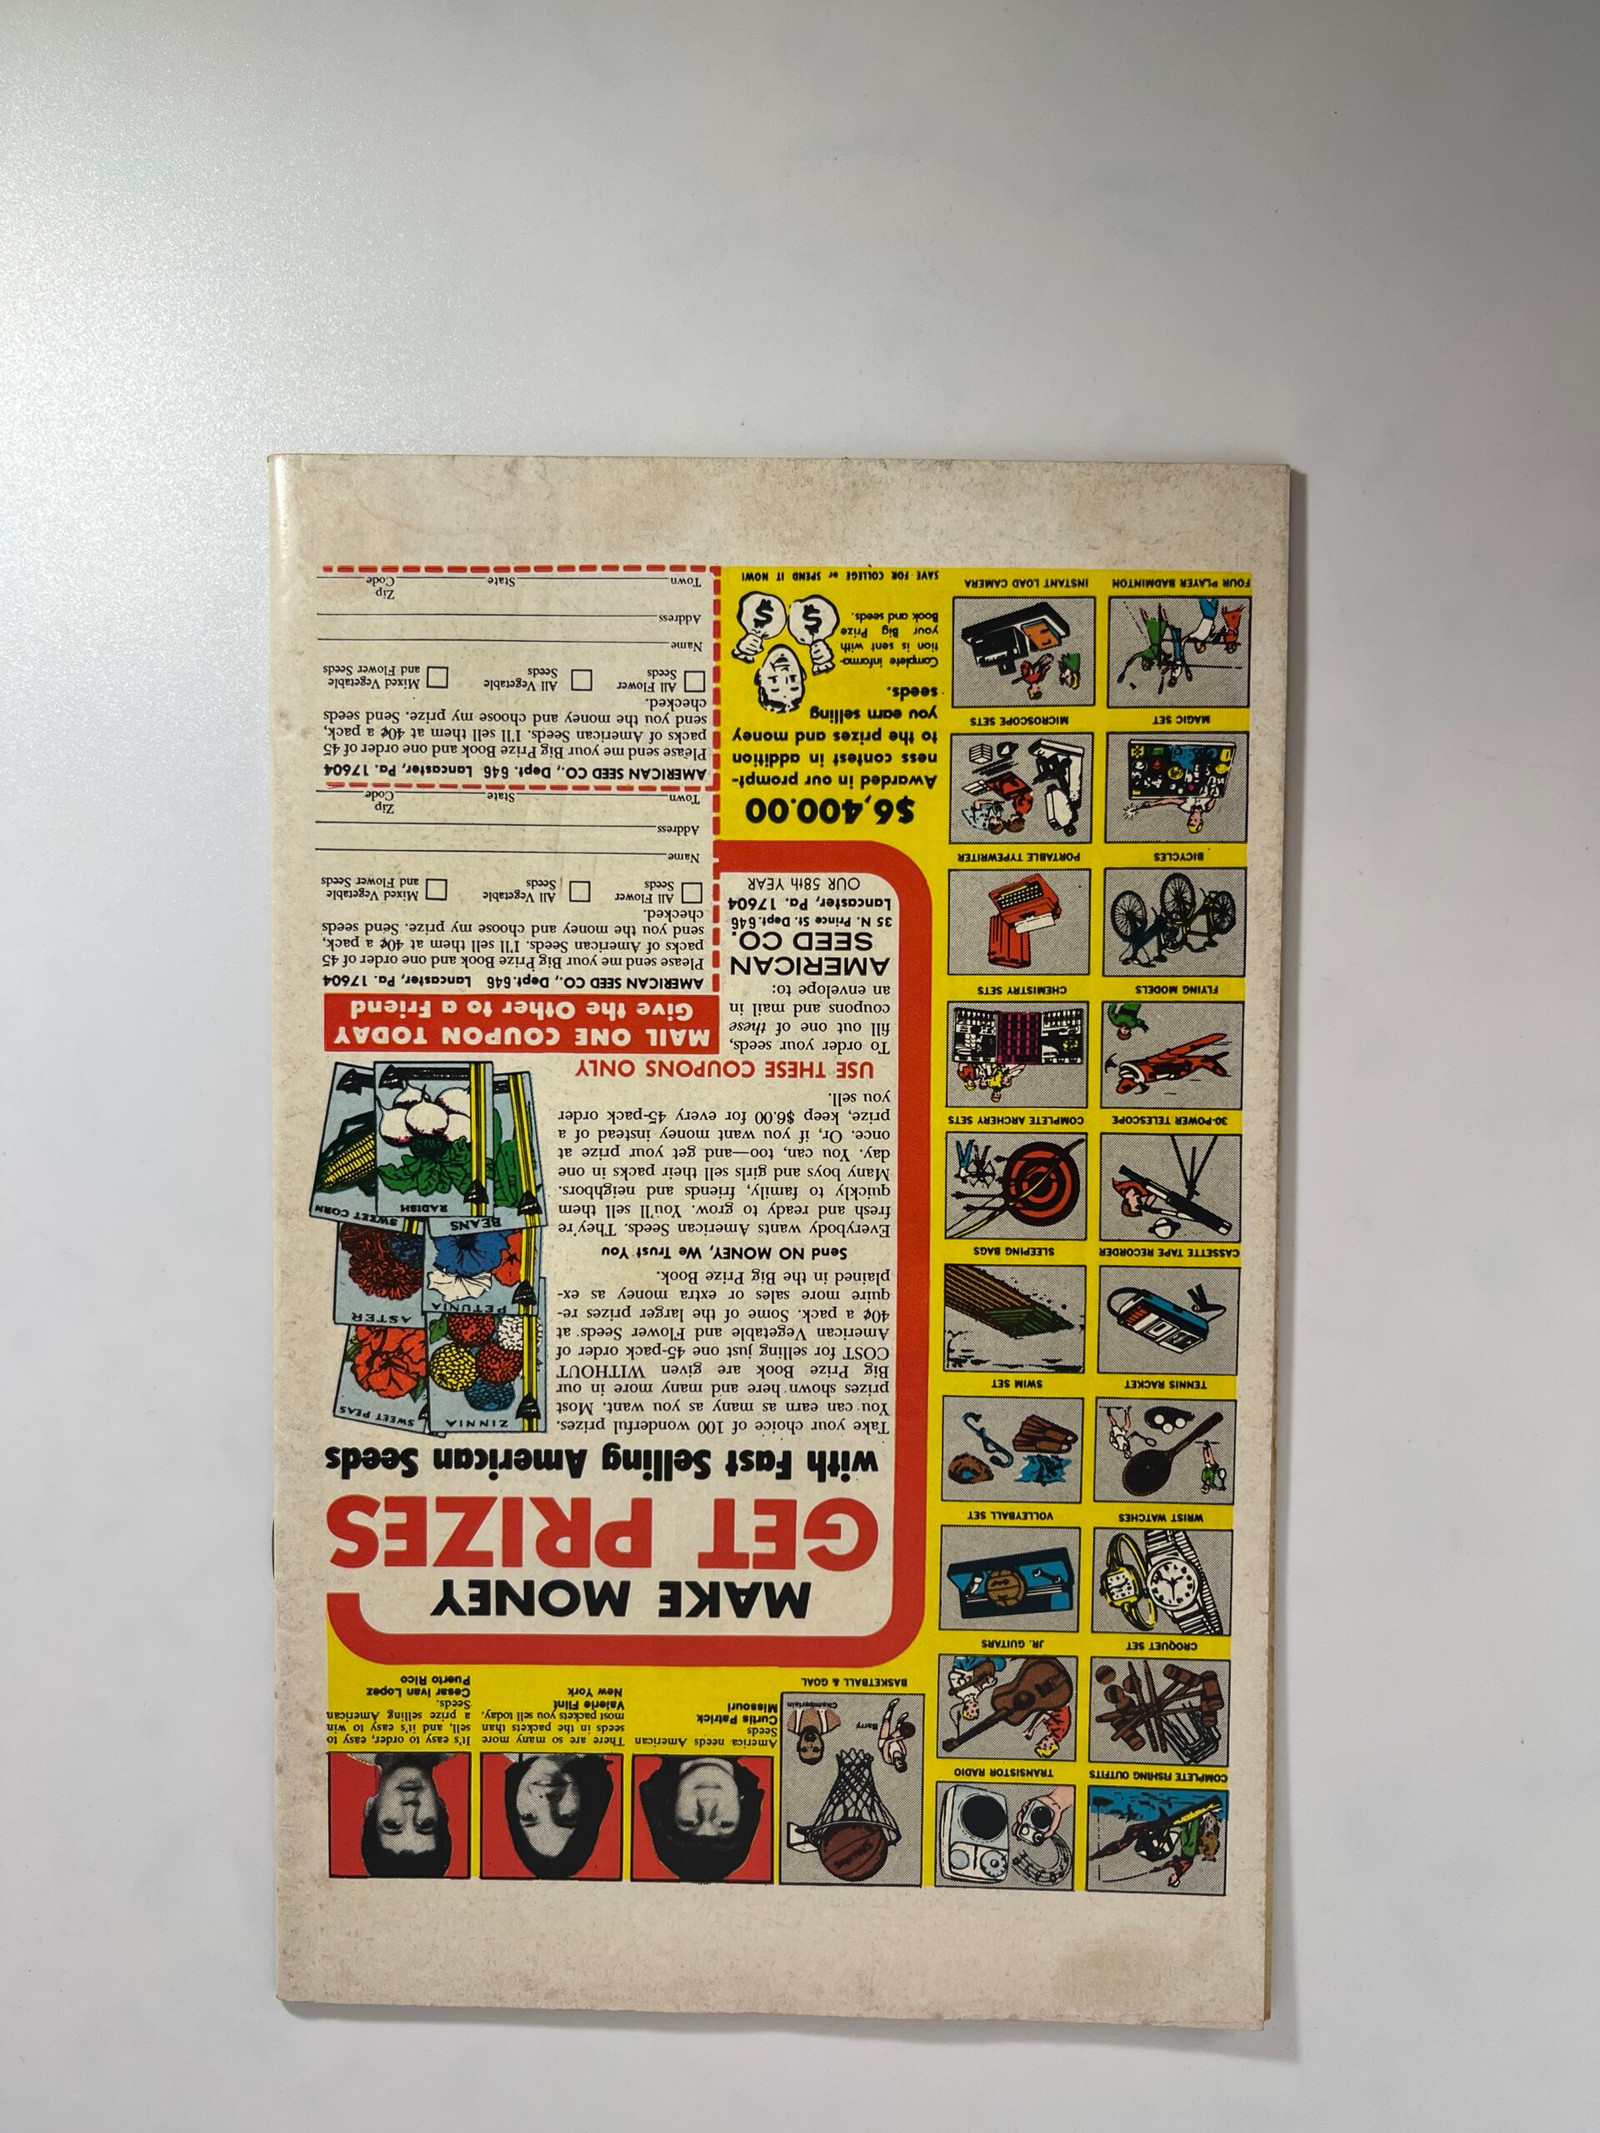 COMPLETE FISHING OUTFITS
TRANSISTOR RADIO
SPALDING
Barry
Chamberlain
BASKETBALL & GOAL
America needs American
Seeds
Curtis Patrick
Missouri
There are so many more
seeds in the packets than
most packets you sell today.
Valerie Flint
New York
It's easy to order, easy to
sell, and it's easy to win
a prize selling American
Seeds.
Cesar Ivan Lopez
Puerto Rico
CROQUET SET
JR. GUITARS
WRIST WATCHES
VOLLEYBALL SET
TENNIS RACKET
SWIM SET
CASSETTE TAPE RECORDER
SLEEPING BAGS
30-POWER TELESCOPE
COMPLETE ARCHERY SETS
FLYING MODELS
CHEMISTRY SETS
BICYCLES
PORTABLE TYPEWRITER
MAGIC SET
MICROSCOPE SETS
FOUR PLAYER BADMINTON
INSTANT LOAD CAMERA
MAKE MONEY
GET PRIZES
with Fast Selling American Seeds
Take your choice of 100 wonderful prizes.
You can earn as many as you want. Most
prizes shown here and many more in our
Big Prize Book are given WITHOUT
COST for selling just one 45-pack order of
American Vegetable and Flower Seeds at
40¢ a pack. Some of the larger prizes re-
quire more sales or extra money as ex-
plained in the Big Prize Book.
Send NO MONEY, We Trust You
Everybody wants American Seeds. They're
fresh and ready to grow. You'll sell them
quickly to family, friends and neighbors.
Many boys and girls sell their packs in one
day. You can, too—and get your prize at
once. Or, if you want money instead of a
prize, keep $6.00 for every 45-pack order
you sell.
ZINNIA
SWEET PEAS
PETUNIA
ASTER
BEANS
RADISH
SWEET CORN
USE THESE COUPONS ONLY
To order your seeds,
fill out one of these
coupons and mail in
an envelope to:
AMERICAN
SEED CO.
35 N. Prince St. Dept. 646
Lancaster, Pa. 17604
OUR 58th YEAR
$6,400.00
Awarded in our prompt-
ness contest in addition
to the prizes and money
you earn selling
seeds.
Complete informa-
tion is sent with
your Big Prize
Book and seeds.
$ $
SAVE FOR COLLEGE or SPEND IT NOW!
MAIL ONE COUPON TODAY
Give the Other to a Friend
AMERICAN SEED CO., Dept. 646 Lancaster, Pa. 17604
Please send me your Big Prize Book and one order of 45
packs of American Seeds. I'll sell them at 40¢ a pack,
send you the money and choose my prize. Send seeds
checked.
All Flower Seeds
All Vegetable Seeds
Mixed Vegetable and Flower Seeds
Name
Address
Town State Zip Code
AMERICAN SEED CO., Dept. 646 Lancaster, Pa. 17604
Please send me your Big Prize Book and one order of 45
packs of American Seeds. I'll sell them at 40¢ a pack,
send you the money and choose my prize. Send seeds
checked.
All Flower Seeds
All Vegetable Seeds
Mixed Vegetable and Flower Seeds
Name
Address
Town State Zip Code